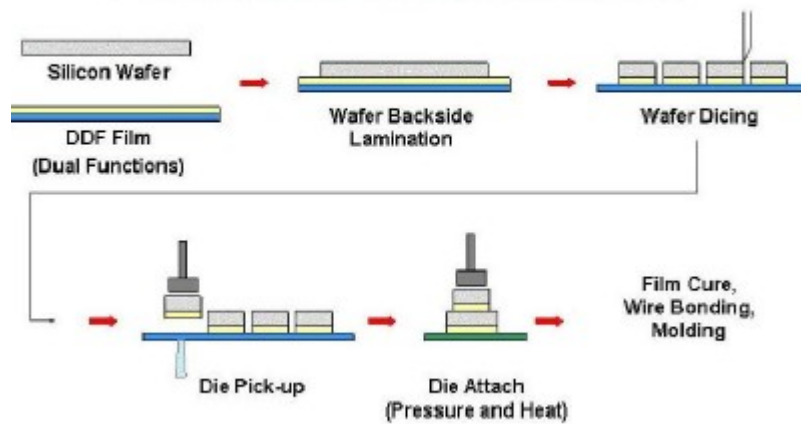 Silicon Wafer
DDF Film
(Dual Functions)
Wafer Backside
Lamination
Wafer Dicing
Die Pick-up
Die Attach
(Pressure and Heat)
Film Cure,
Wire Bonding,
Molding